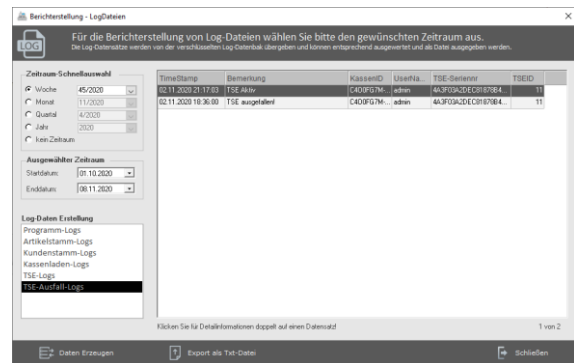 Berichterstellung - LogDateien
LOG
Für die Berichterstellung von Log-Dateien wählen Sie bitte den gewünschten Zeitraum aus.
Die Log-Datensätze werden von der verschlüsselten Log-Datenbak übergeben und können entsprechend ausgewertet und als Datei ausgegeben werden.
Zeitraum-Schnellauswahl
Woche 45/2020
Monat 11/2020
Quartal 4/2020
Jahr 2020
kein Zeitraum
Ausgewählter Zeitraum
Startdatum: 01.10.2020
Enddatum: 08.11.2020
Log-Daten Erstellung
Programm-Logs
Artikelstamm-Logs
Kundenstamm-Logs
Kassenladen-Logs
TSE-Logs
TSE-Ausfall-Logs
TimeStamp Bemerkung KassenID UserNa... TSE-Seriennr TSEID
02.11.2020 21:17:03 TSE Aktiv C4O0FG7M-... admin 4A3F03A2DEC81878B4... 11
02.11.2020 18:36:00 TSE ausgefallen! C4O0FG7M-... admin 4A3F03A2DEC81878B4... 11
Klicken Sie für Detailinformationen doppelt auf einen Datensatz!
1 von 2
Daten Erzeugen
Export als Txt-Datei
Schließen